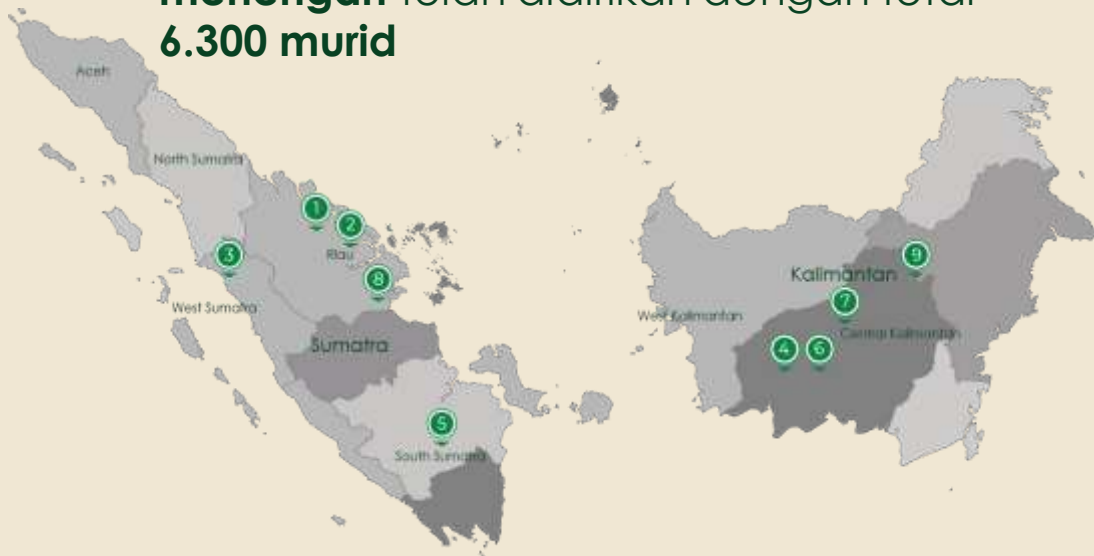 6.300 murid
Aceh
North Sumatra
1
2
Riau
3
8
West Sumatra
Sumatra
5
South Sumatra
9
Kalimantan
7
West Kalimantan
Central Kalimantan
4
6